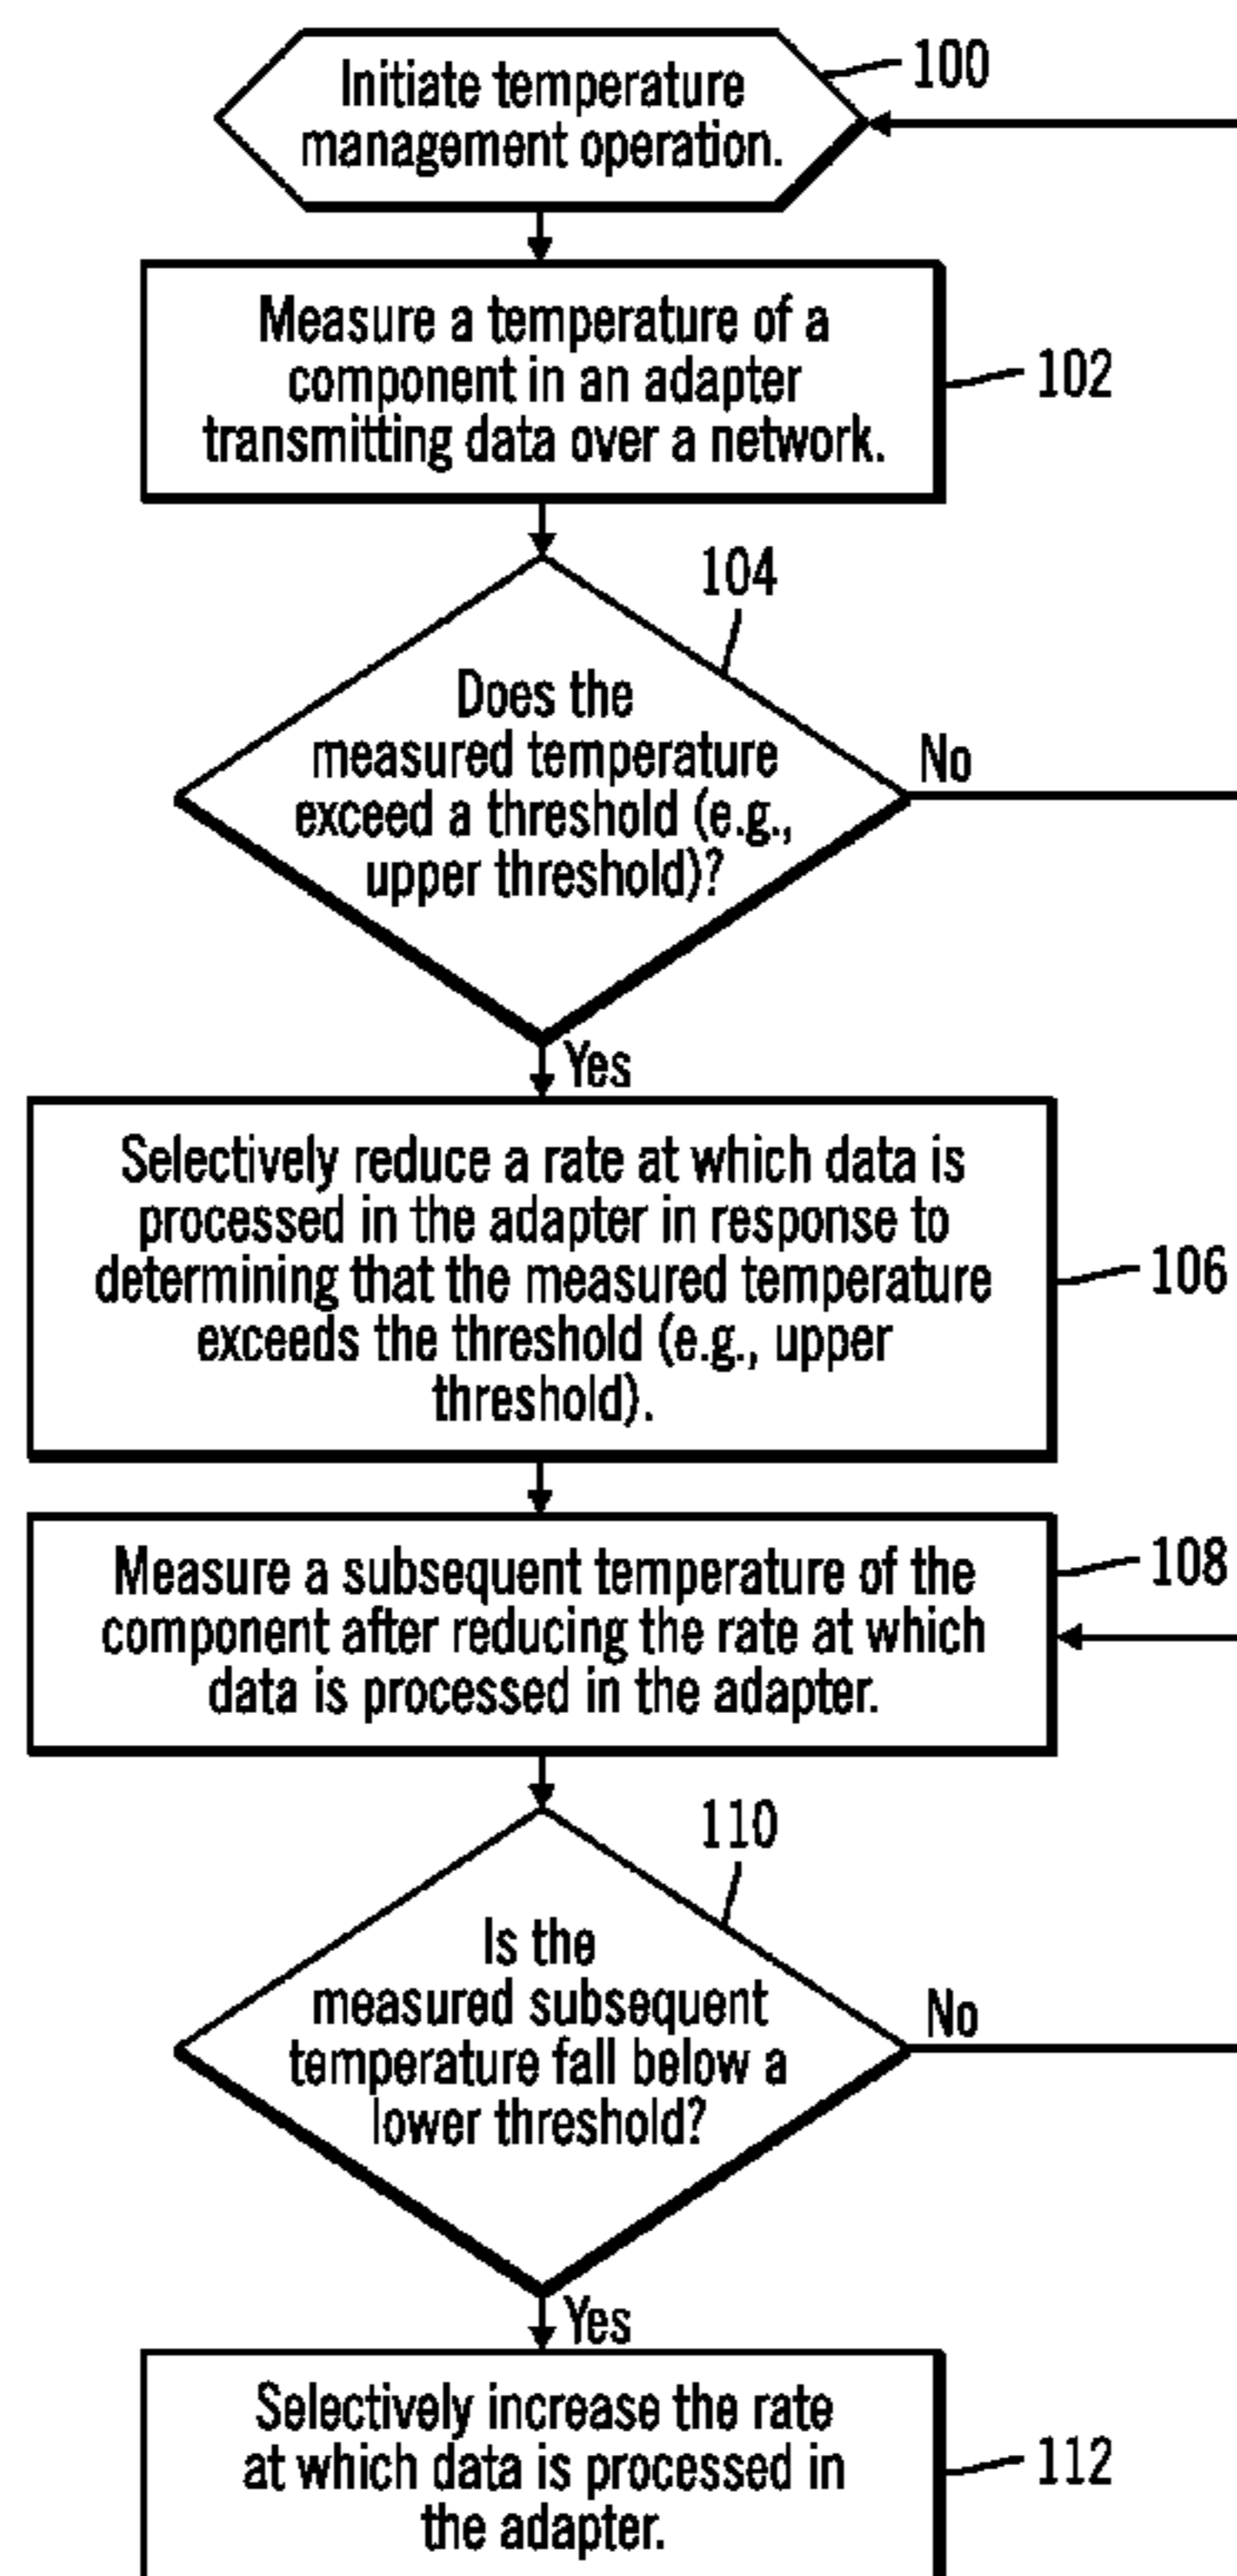 Initiate temperature
management operation.
100
Measure a temperature of a
component in an adapter
transmitting data over a network.
102
104
Does the
measured temperature
exceed a threshold (e.g.,
upper threshold)?
No
Yes
Selectively reduce a rate at which data is
processed in the adapter in response to
determining that the measured temperature
exceeds the threshold (e.g., upper
threshold).
106
Measure a subsequent temperature of the
component after reducing the rate at which
data is processed in the adapter.
108
110
Is the
measured subsequent
temperature fall below a
lower threshold?
No
Yes
Selectively increase the rate
at which data is processed in
the adapter.
112